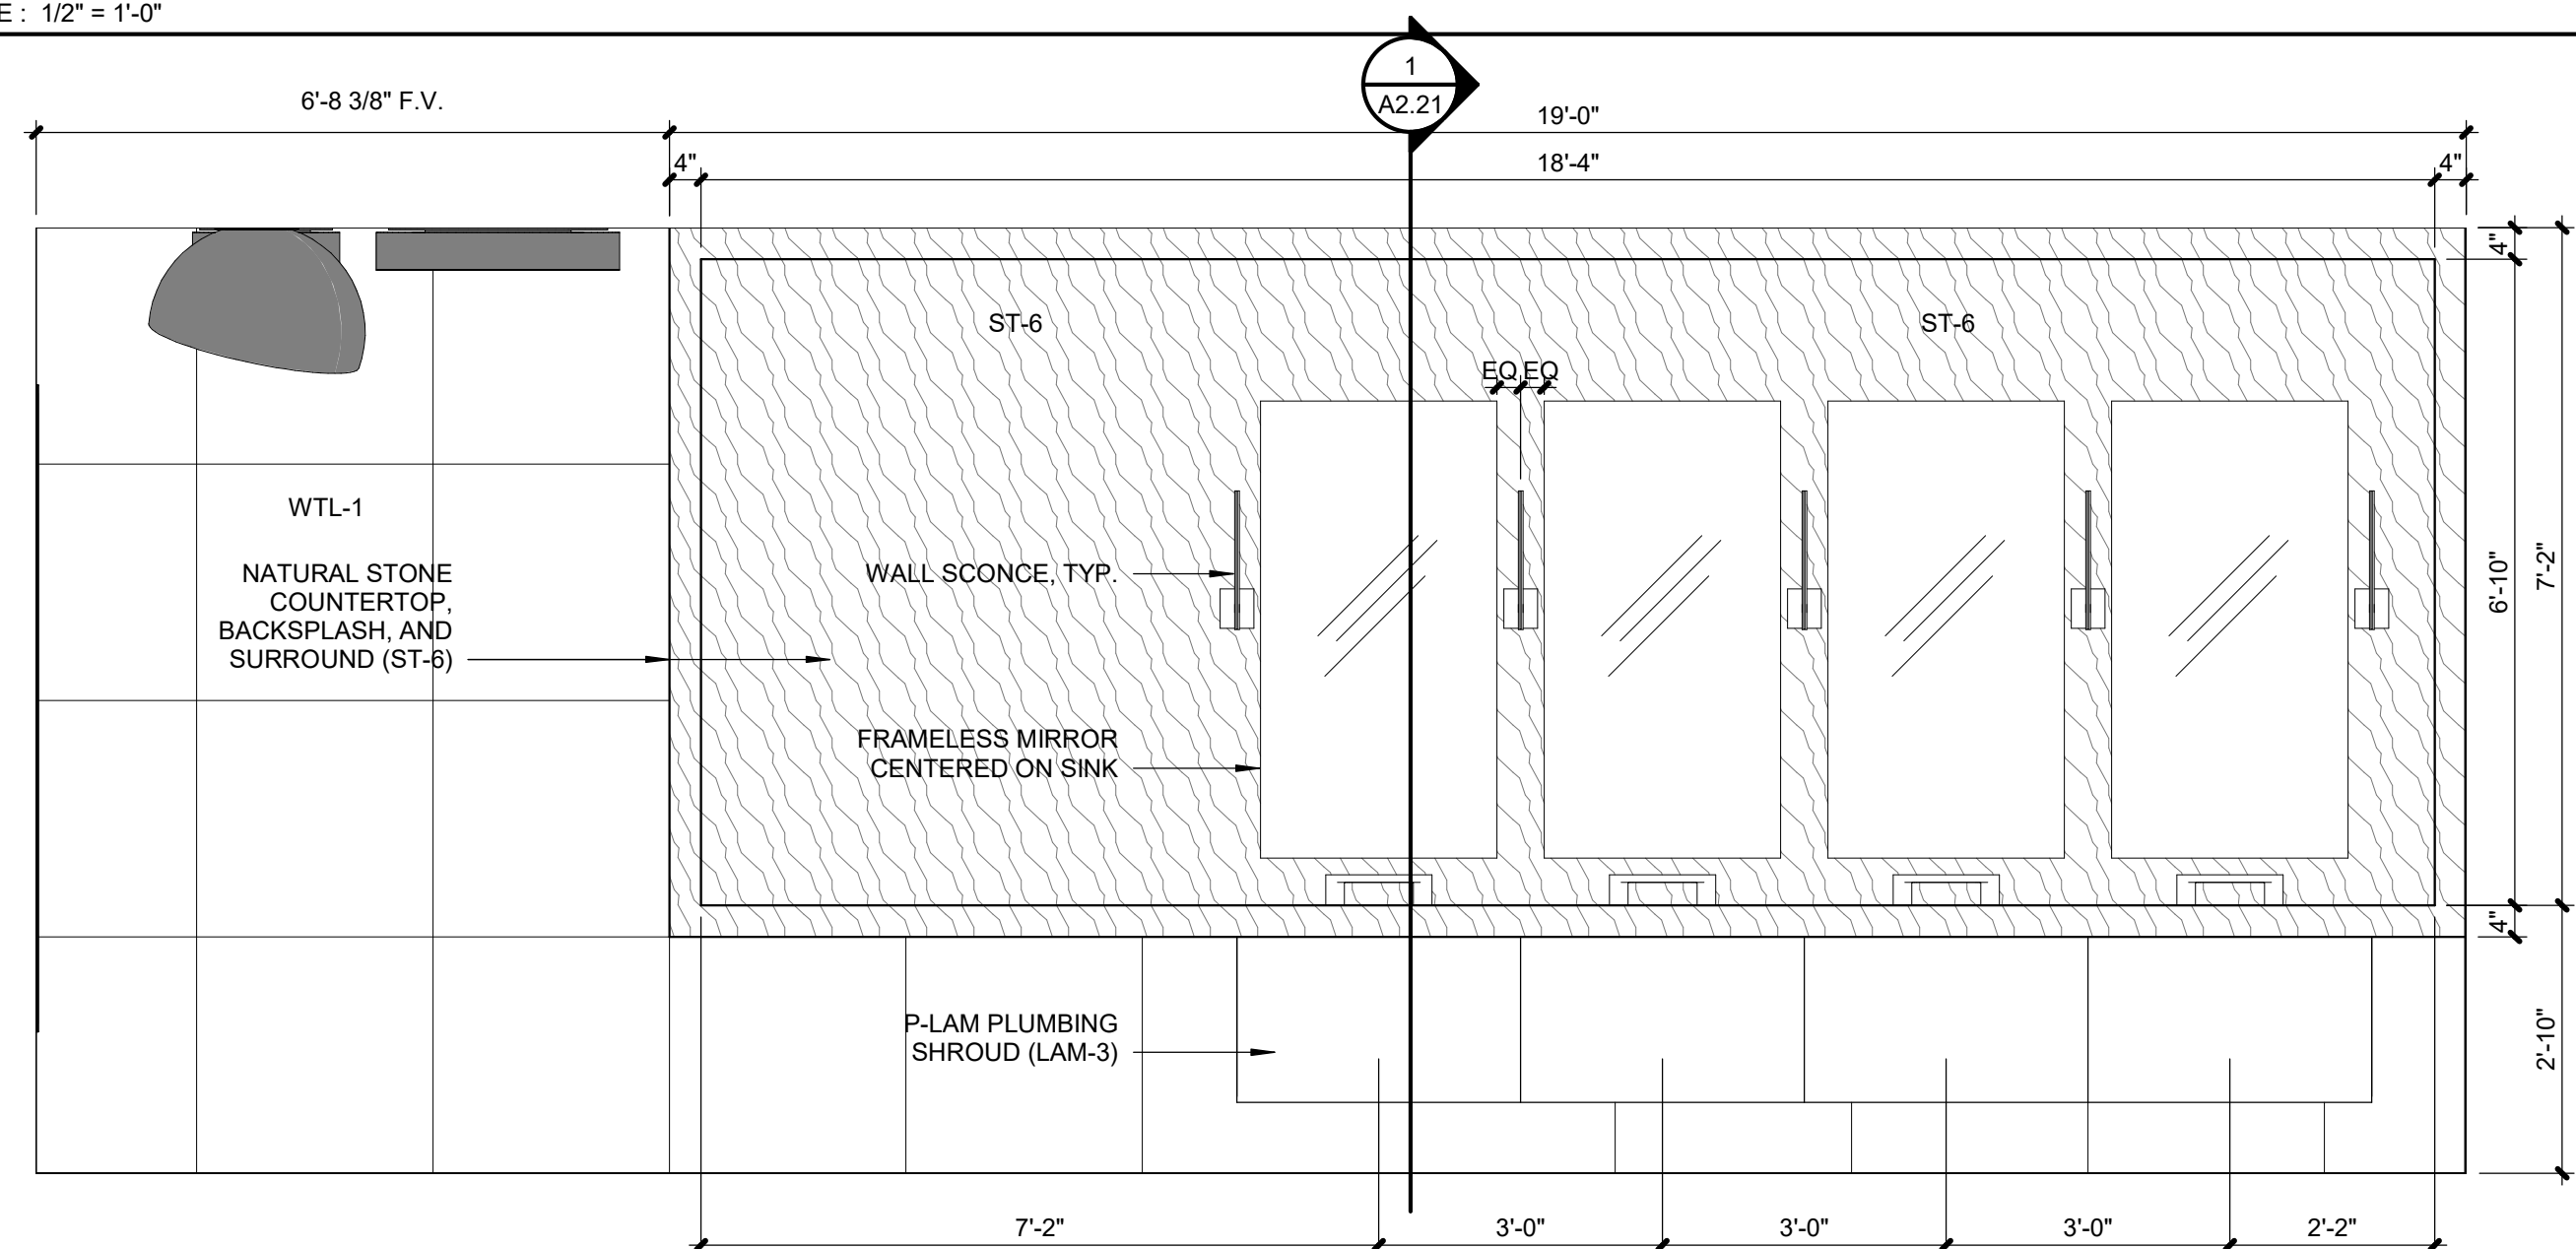 E : 1/2" = 1'-0"
1
A2.21
6'-8 3/8" F.V.
19'-0"
4"
18'-4"
4"
4"
ST-6
ST-6
EQ EQ
WTL-1
NATURAL STONE
COUNTERTOP,
BACKSPLASH, AND
SURROUND (ST-6)
WALL SCONCE, TYP.
6'-10"
7'-2"
FRAMELESS MIRROR
CENTERED ON SINK
4"
P-LAM PLUMBING
SHROUD (LAM-3)
2'-10"
7'-2"
3'-0"
3'-0"
3'-0"
2'-2"